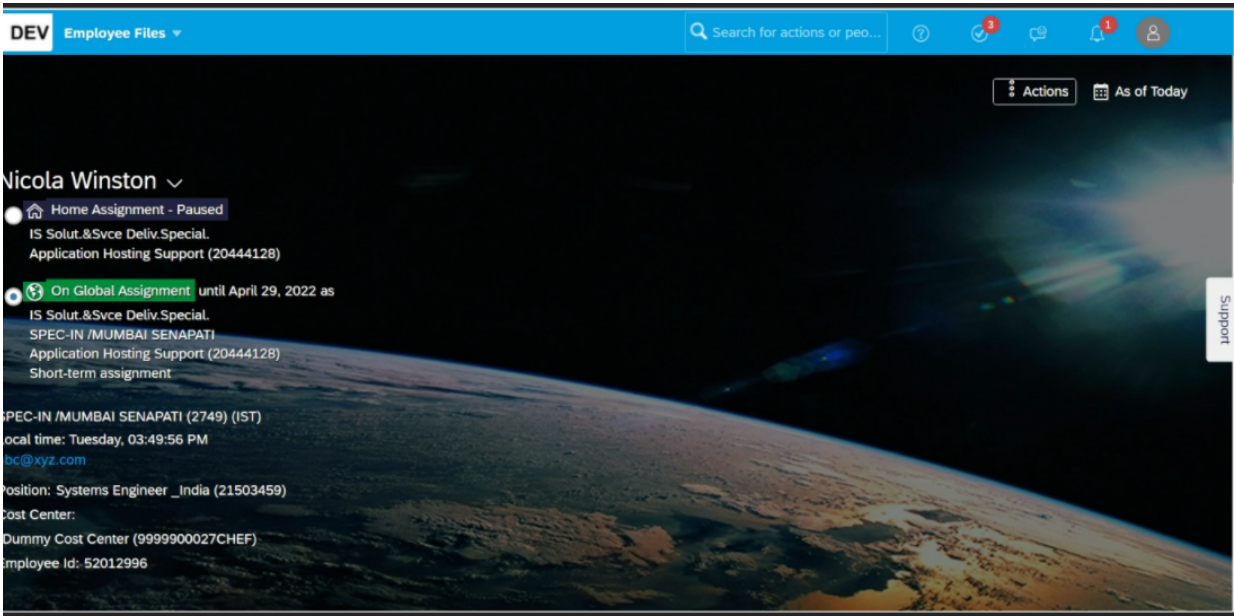 DEV Employee Files Search for actions or peo... 3 1
Actions As of Today
Nicola Winston
Home Assignment - Paused
IS Solut.&Svce Deliv.Special.
Application Hosting Support (20444128)
On Global Assignment until April 29, 2022 as
IS Solut.&Svce Deliv.Special.
SPEC-IN /MUMBAI SENAPATI
Application Hosting Support (20444128)
Short-term assignment
SPEC-IN /MUMBAI SENAPATI (2749) (IST)
Local time: Tuesday, 03:49:56 PM
bc@xyz.com
Position: Systems Engineer _India (21503459)
Cost Center:
Dummy Cost Center (9999900027CHEF)
Employee Id: 52012996
Support